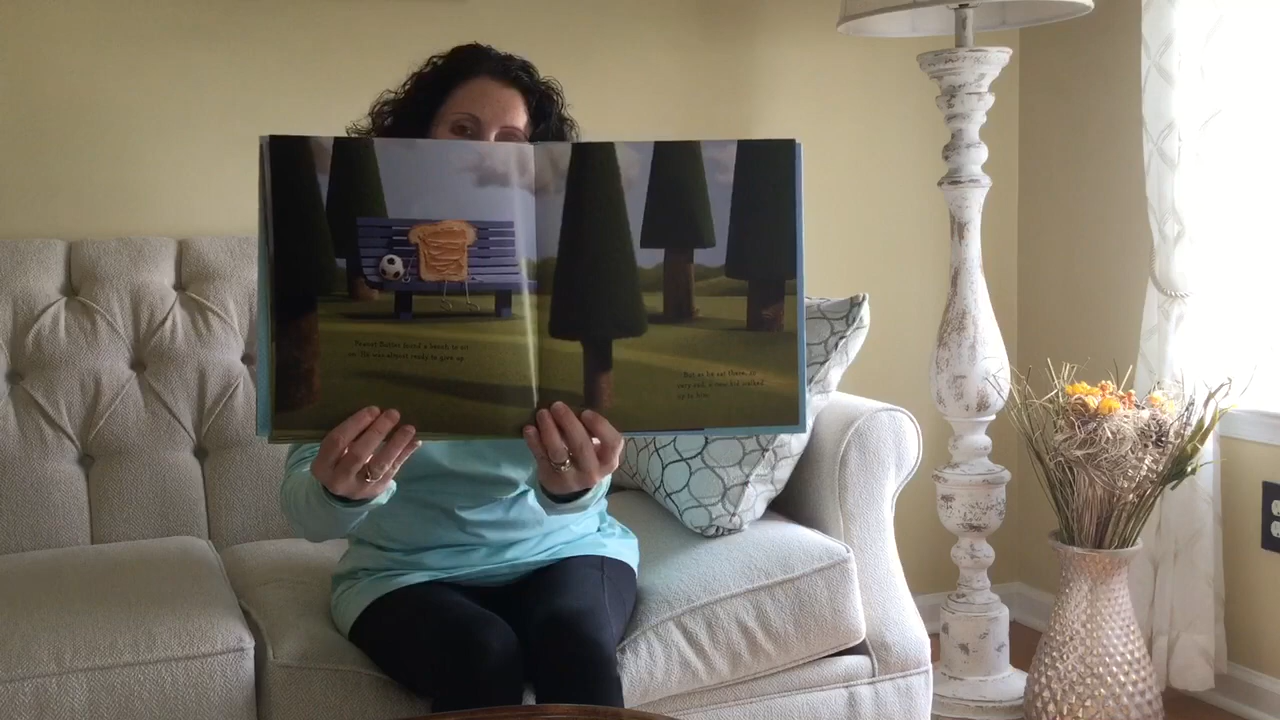 Peanut Butter found a bench to sit
on. He was almost ready to give up.
But as he sat there, so
very sad, a new kid walked
up to him.